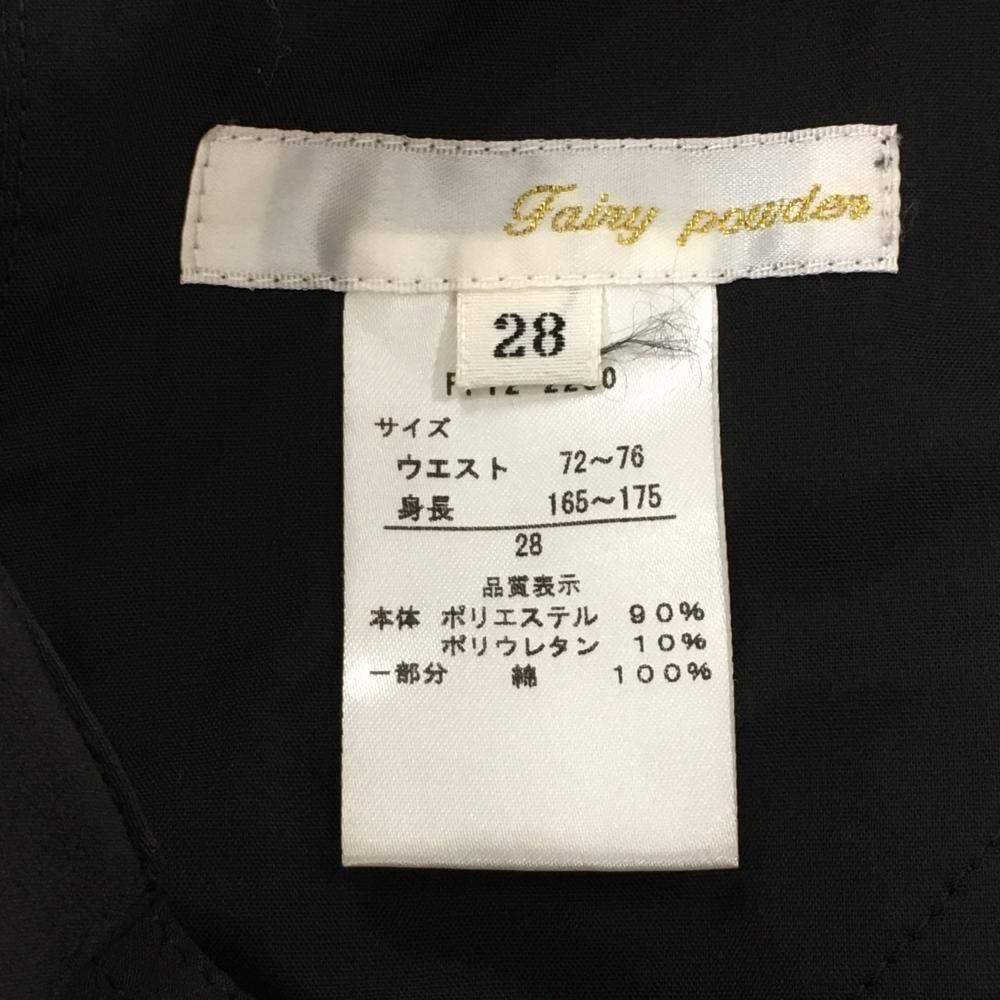 Fairy powder
28
サイズ
ウエスト 72～76
身長 165～175
28
品質表示
本体 ポリエステル 90%
ポリウレタン 10%
一部分 綿 100%